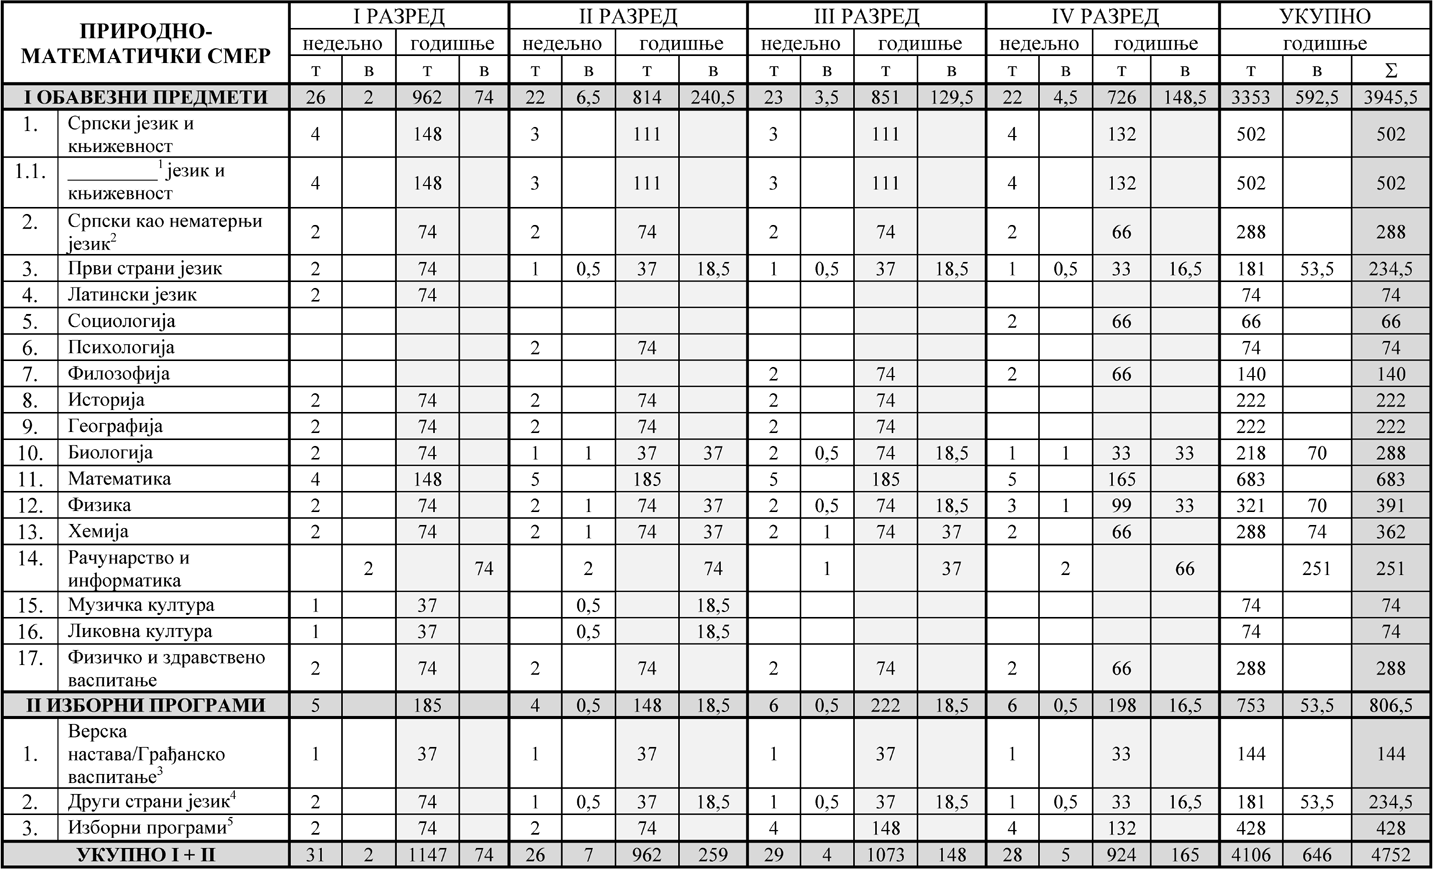 ПРИРОДНО-МАТЕМАТИЧКИ СМЕР I РАЗРЕД II РАЗРЕД III РАЗРЕД IV РАЗРЕД УКУПНО
недељно годишње недељно годишње недељно годишње недељно годишње годишње
т в т в т в т в т в т в т в т в т в Σ
I ОБАВЕЗНИ ПРЕДМЕТИ 26 2 962 74 22 6,5 814 240,5 23 3,5 851 129,5 22 4,5 726 148,5 3353 592,5 3945,5
1. Српски језик и књижевност 4 148 3 111 3 111 4 132 502 502
1.1. __________1 језик и књижевност 4 148 3 111 3 111 4 132 502 502
2. Српски као нематерњи језик2 2 74 2 74 2 74 2 66 288 288
3. Први страни језик 2 74 1 0,5 37 18,5 1 0,5 37 18,5 1 0,5 33 16,5 181 53,5 234,5
4. Латински језик 2 74 74 74
5. Социологија 2 66 66 66
6. Психологија 2 74 74 74
7. Филозофија 2 74 2 66 140 140
8. Историја 2 74 2 74 2 74 222 222
9. Географија 2 74 2 74 2 74 222 222
10. Биологија 2 74 1 1 37 37 2 0,5 74 18,5 1 1 33 33 218 70 288
11. Математика 4 148 5 185 5 185 5 165 683 683
12. Физика 2 74 2 1 74 37 2 0,5 74 18,5 3 1 99 33 321 70 391
13. Хемија 2 74 2 1 74 37 2 1 74 37 2 66 288 74 362
14. Рачунарство и информатика 2 74 2 74 1 37 2 66 251 251
15. Музичка култура 1 37 0,5 18,5 74 74
16. Ликовна култура 1 37 0,5 18,5 74 74
17. Физичко и здравствено васпитање 2 74 2 74 2 74 2 66 288 288
II ИЗБОРНИ ПРОГРАМИ 5 185 4 0,5 148 18,5 6 0,5 222 18,5 6 0,5 198 16,5 753 53,5 806,5
1. Верска настава/Грађанско васпитање3 1 37 1 37 1 37 1 33 144 144
2. Други страни језик4 2 74 1 0,5 37 18,5 1 0,5 37 18,5 1 0,5 33 16,5 181 53,5 234,5
3. Изборни програми5 2 74 2 74 4 148 4 132 428 428
УКУПНО I + II 31 2 1147 74 26 7 962 259 29 4 1073 148 28 5 924 165 4106 646 4752